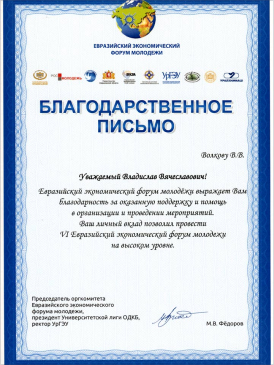 ЕВРАЗИЙСКИЙ ЭКОНОМИЧЕСКИЙ
ФОРУМ МОЛОДЕЖИ
РОСМОЛОДЕЖЬ
УрГЭУ
БЛАГОДАРСТВЕННОЕ
ПИСЬМО
Волкову В.В.
Уважаемый Владислав Вячеславович!
Евразийский экономический форум молодёжи выражает Вам
благодарность за оказанную поддержку и помощь
в организации и проведении мероприятий.
Ваш личный вклад позволил провести
VI Евразийский экономический форум молодежи
на высоком уровне.
Председатель оргкомитета
Евразийского экономического
форума молодежи,
президент Университетской лиги ОДКБ,
ректор УрГЭУ
М.В. Фёдоров